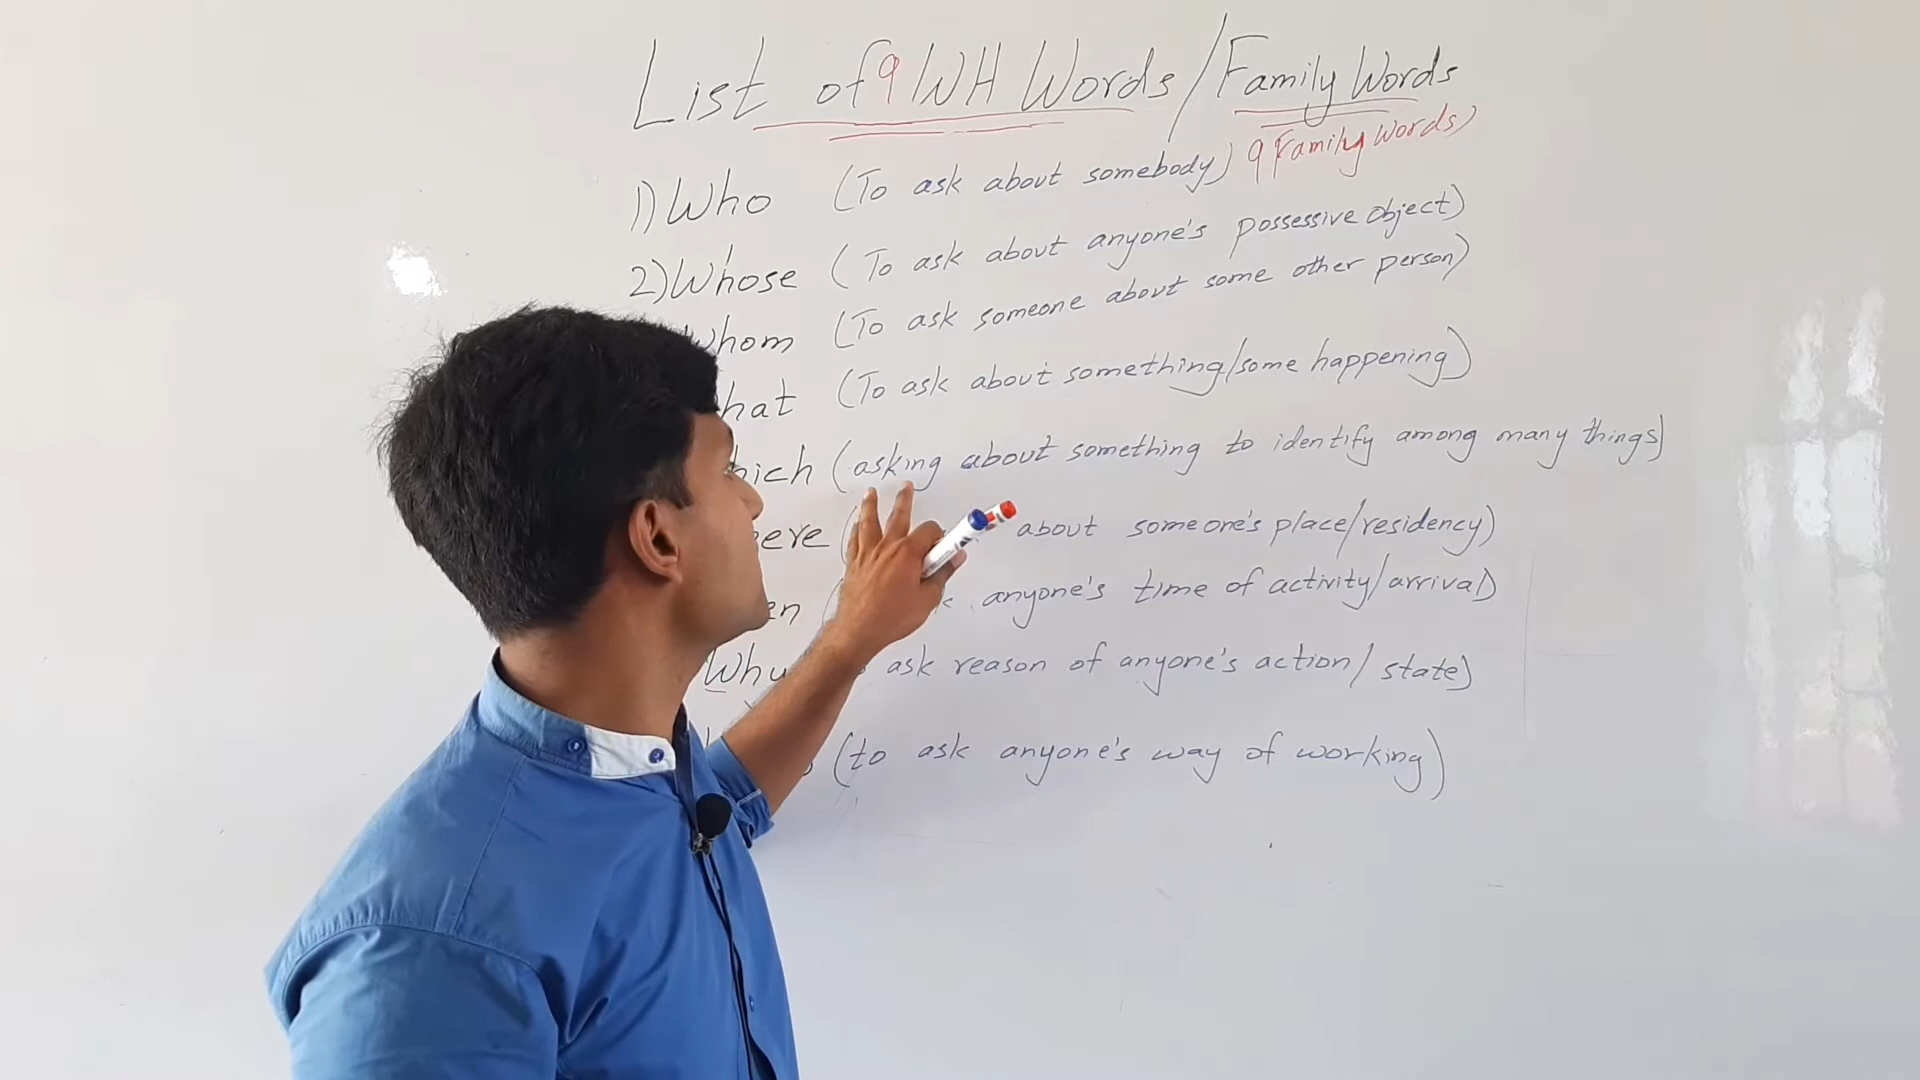 List of 9 WH Words/Family Words
9 Family Words)
1) Who (To ask about somebody)
2) Whose (To ask about anyone's possessive object)
hom (To ask someone about some other person)
hat (To ask about something/some happening)
hich (asking about something to identify among many things)
ere ( about someone's place/residency)
en ( anyone's time of activity/arrival)
Why ask reason of anyone's action/state)
(to ask anyone's way of working)